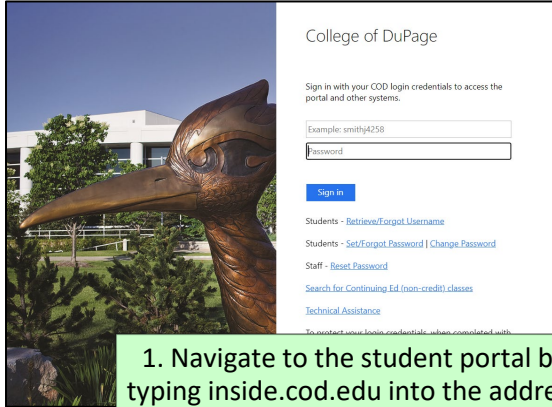 College of DuPage
Sign in with your COD login credentials to access the
portal and other systems.
Example: smithj4258
Password
Sign in
Students - Retrieve/Forgot Username
Students - Set/Forgot Password | Change Password
Staff - Reset Password
Search for Continuing Ed (non-credit) classes
Technical Assistance
To protect your login credentials, when completed with
1. Navigate to the student portal b
typing inside.cod.edu into the addre